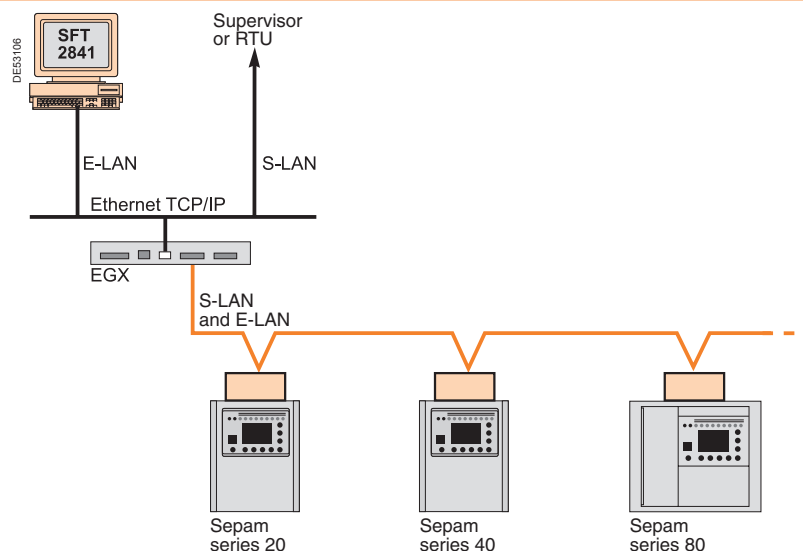 DE53106
SFT
2841
Supervisor
or RTU
E-LAN
S-LAN
Ethernet TCP/IP
EGX
S-LAN
and E-LAN
Sepam
series 20
Sepam
series 40
Sepam
series 80